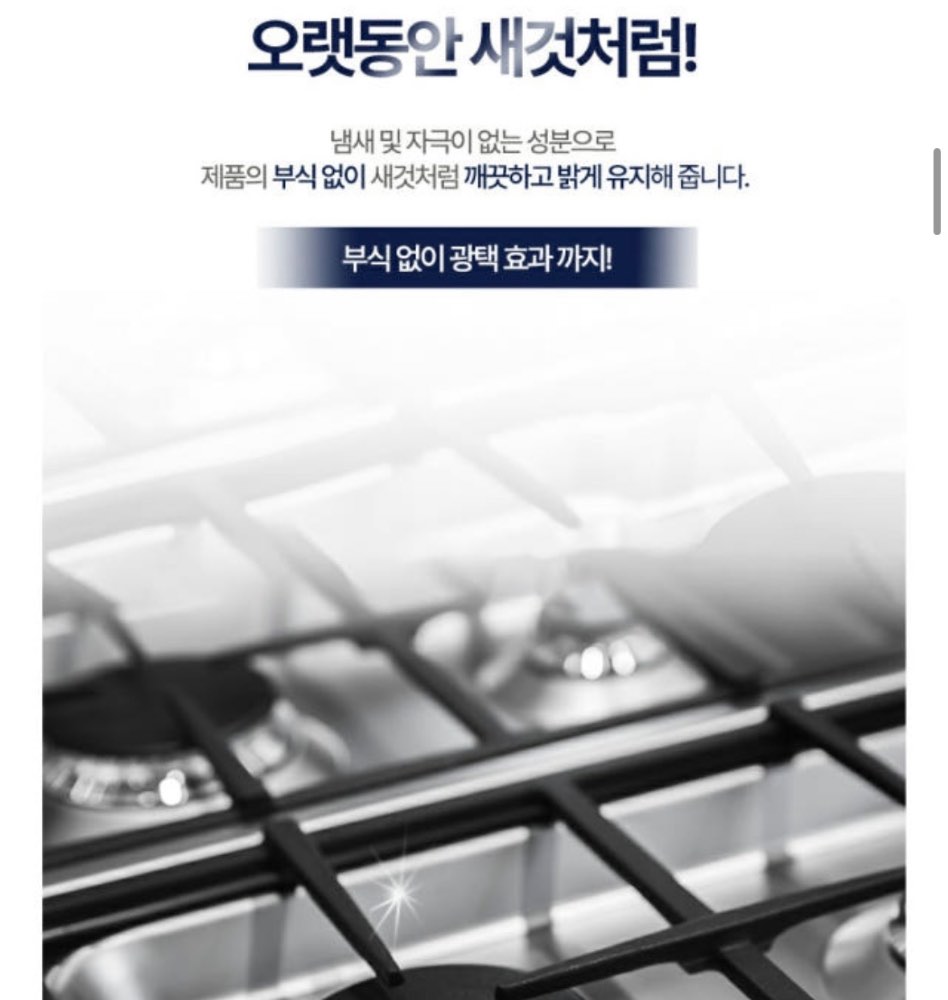 오랫동안 새것처럼!
냄새 및 자극이 없는 성분으로
제품의 부식 없이 새것처럼 깨끗하고 밝게 유지해 줍니다.
부식 없이 광택 효과 까지!